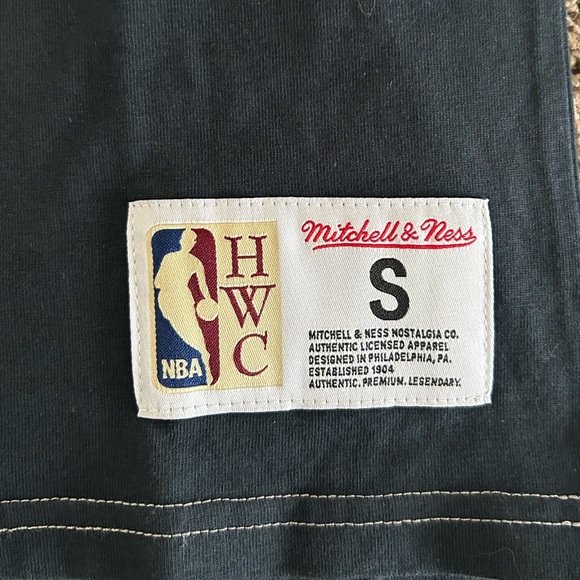 NBA
H
W
C
Mitchell & Ness
S
MITCHELL & NESS NOSTALGIA CO.
AUTHENTIC LICENSED APPAREL
DESIGNED IN PHILADELPHIA, PA.
ESTABLISHED 1904
AUTHENTIC. PREMIUM. LEGENDARY.